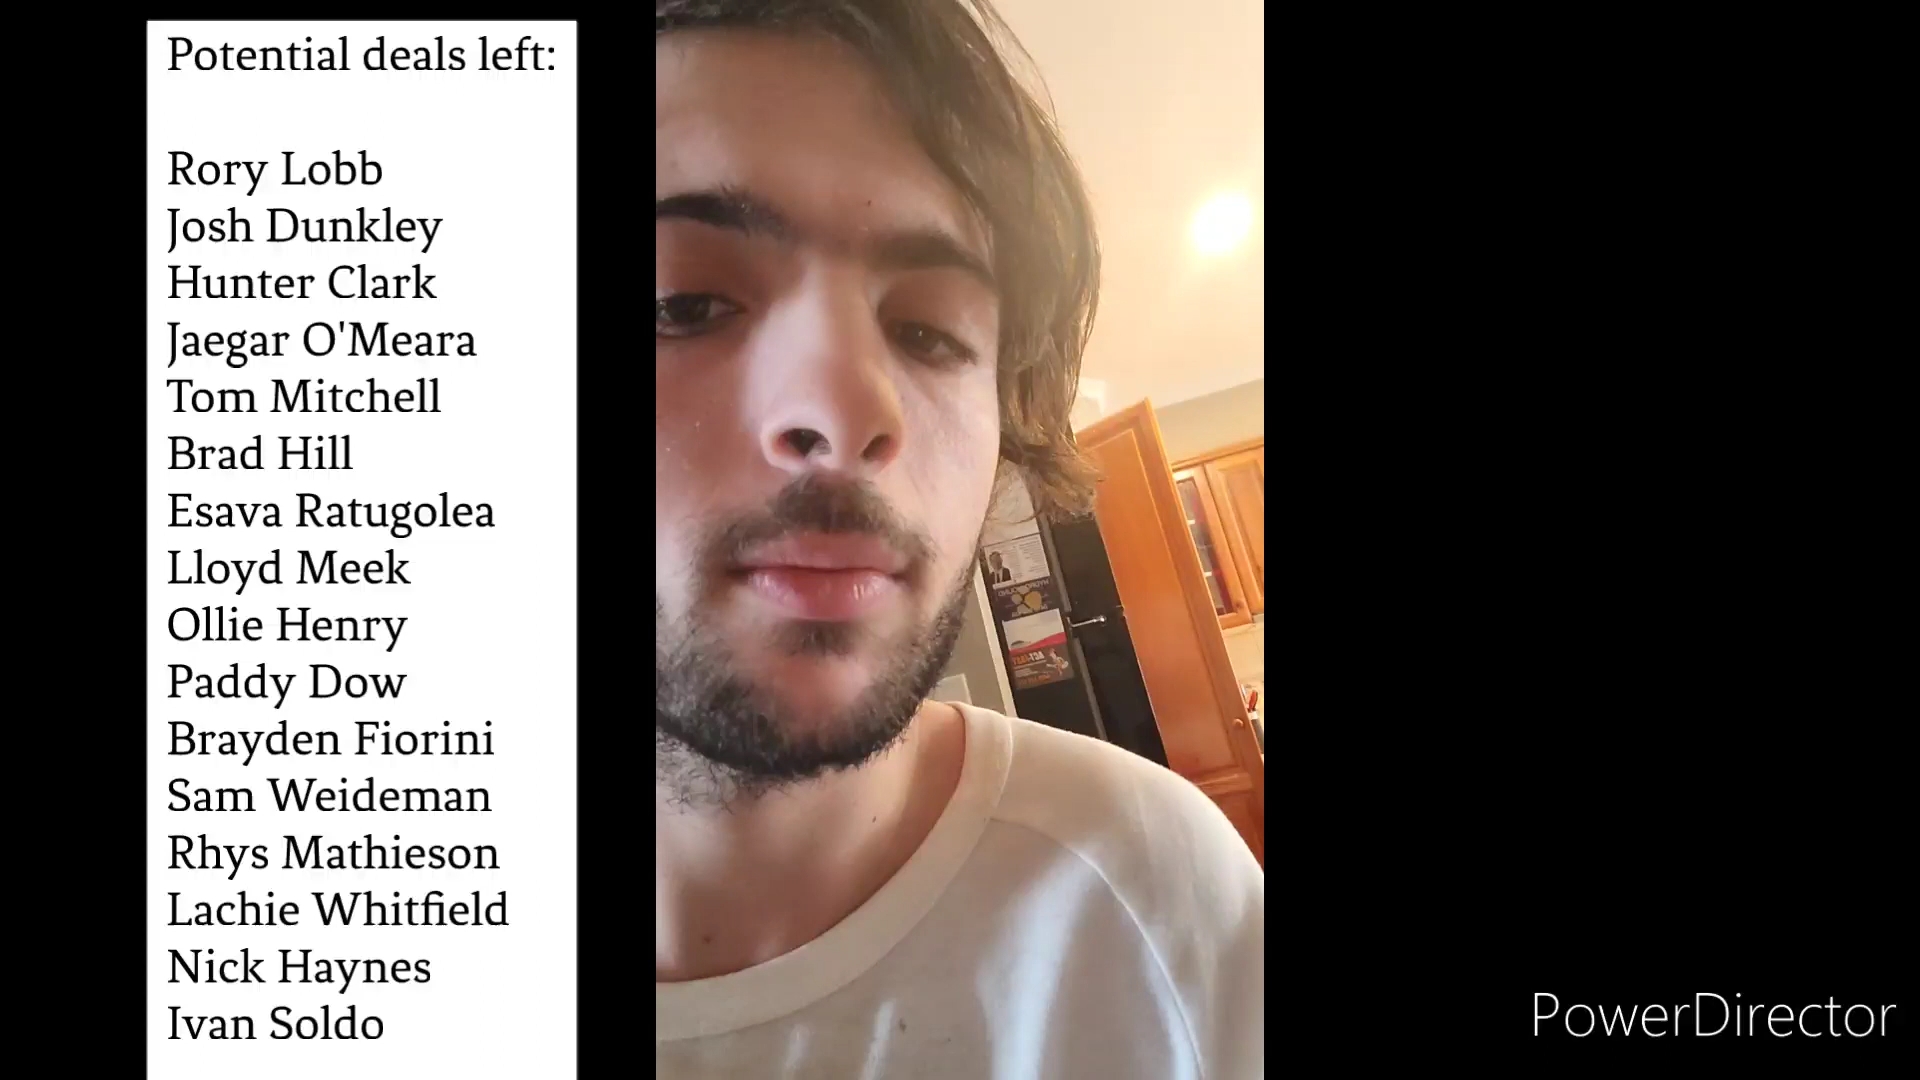 Potential deals left:
Rory Lobb
Josh Dunkley
Hunter Clark
Jaegar O'Meara
Tom Mitchell
Brad Hill
Esava Ratugolea
Lloyd Meek
Ollie Henry
Paddy Dow
Brayden Fiorini
Sam Weideman
Rhys Mathieson
Lachie Whitfield
Nick Haynes
Ivan Soldo
PowerDirector